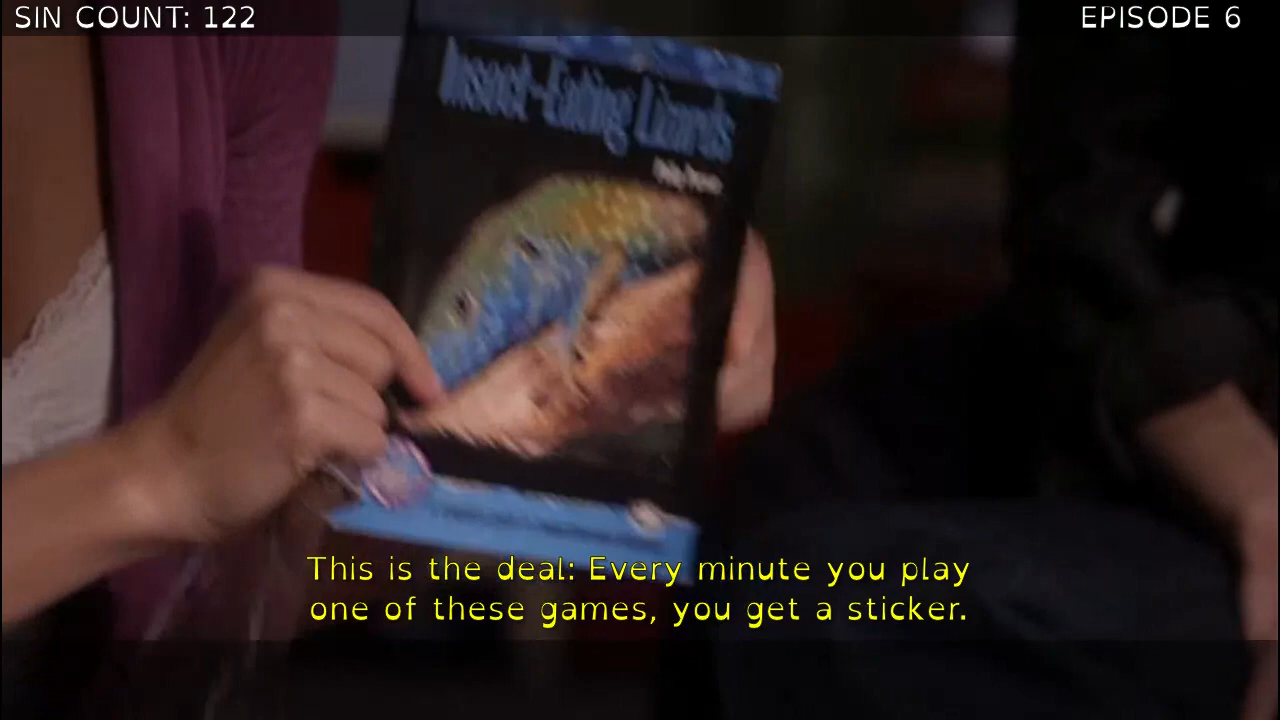 SIN COUNT: 122
EPISODE 6
Insect-Eating Lizards
This is the deal: Every minute you play
one of these games, you get a sticker.